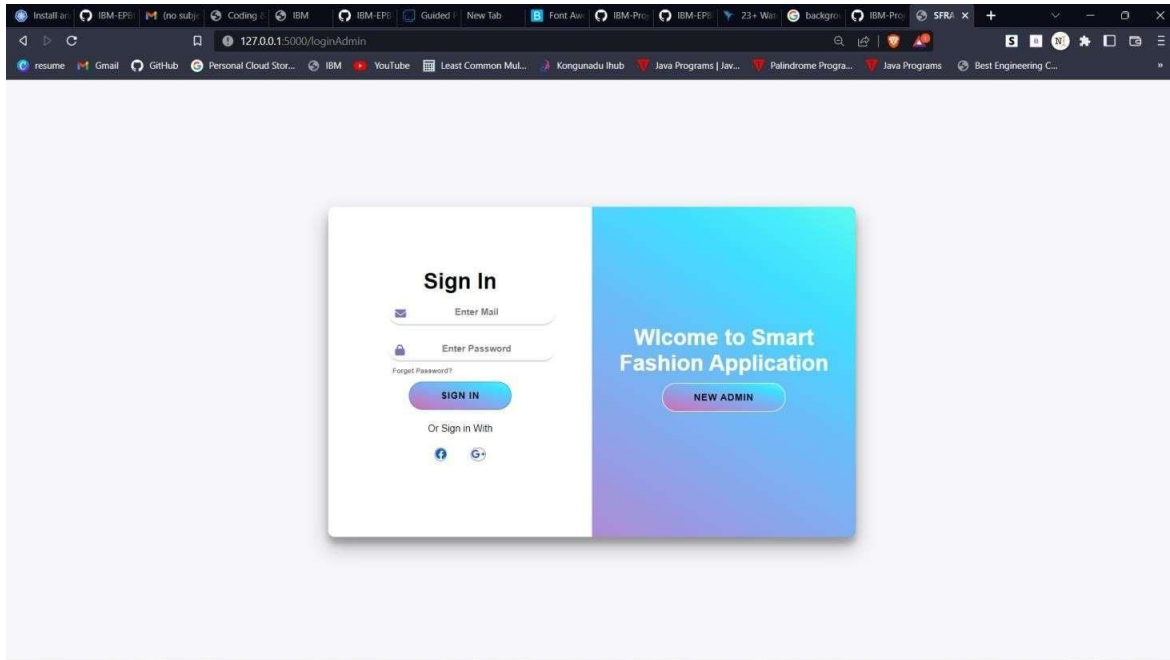 Install an
IBM-EPB
(no subje
Coding &
IBM
IBM-EPB
Guided P
New Tab
Font Awe
IBM-Proj
IBM-EPB
23+ Wat
backgrou
IBM-Proj
SFRA
127.0.0.1:5000/loginAdmin
resume
Gmail
GitHub
Personal Cloud Stor...
IBM
YouTube
Least Common Mul...
Kongunadu Ihub
Java Programs | Jav...
Palindrome Progra...
Java Programs
Best Engineering C...
Sign In
Enter Mail
Enter Password
Forget Password?
SIGN IN
Or Sign in With
Wlcome to Smart
Fashion Application
NEW ADMIN